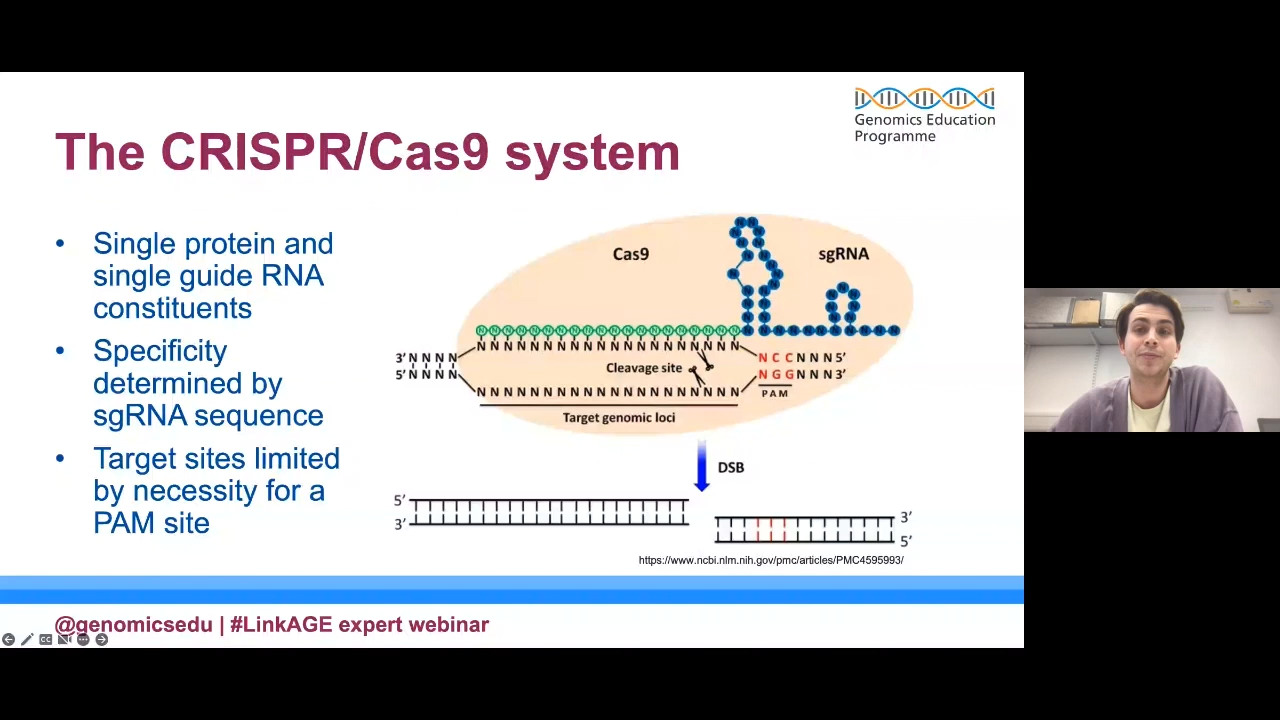 Genomics Education
Programme
The CRISPR/Cas9 system
• Single protein and
single guide RNA
constituents
• Specificity
determined by
sgRNA sequence
• Target sites limited
by necessity for a
PAM site
Cas9
sgRNA
N N N N N N N N N N N N N N N N N N N N
3’ N N N N
N N N N N N N N N N N N N N N N N N N N
N C C N N N 5’
Cleavage site
5’ N N N N
N N N N N N N N N N N N N N N N N N N N
N G G N N N 3’
PAM
Target genomic loci
DSB
5’
3’
3’
5’
https://www.ncbi.nlm.nih.gov/pmc/articles/PMC4595993/
@genomicsedu | #LinkAGE expert webinar